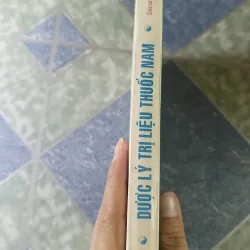 DƯỢC LÝ TRỊ LIỆU THUỐC NAM